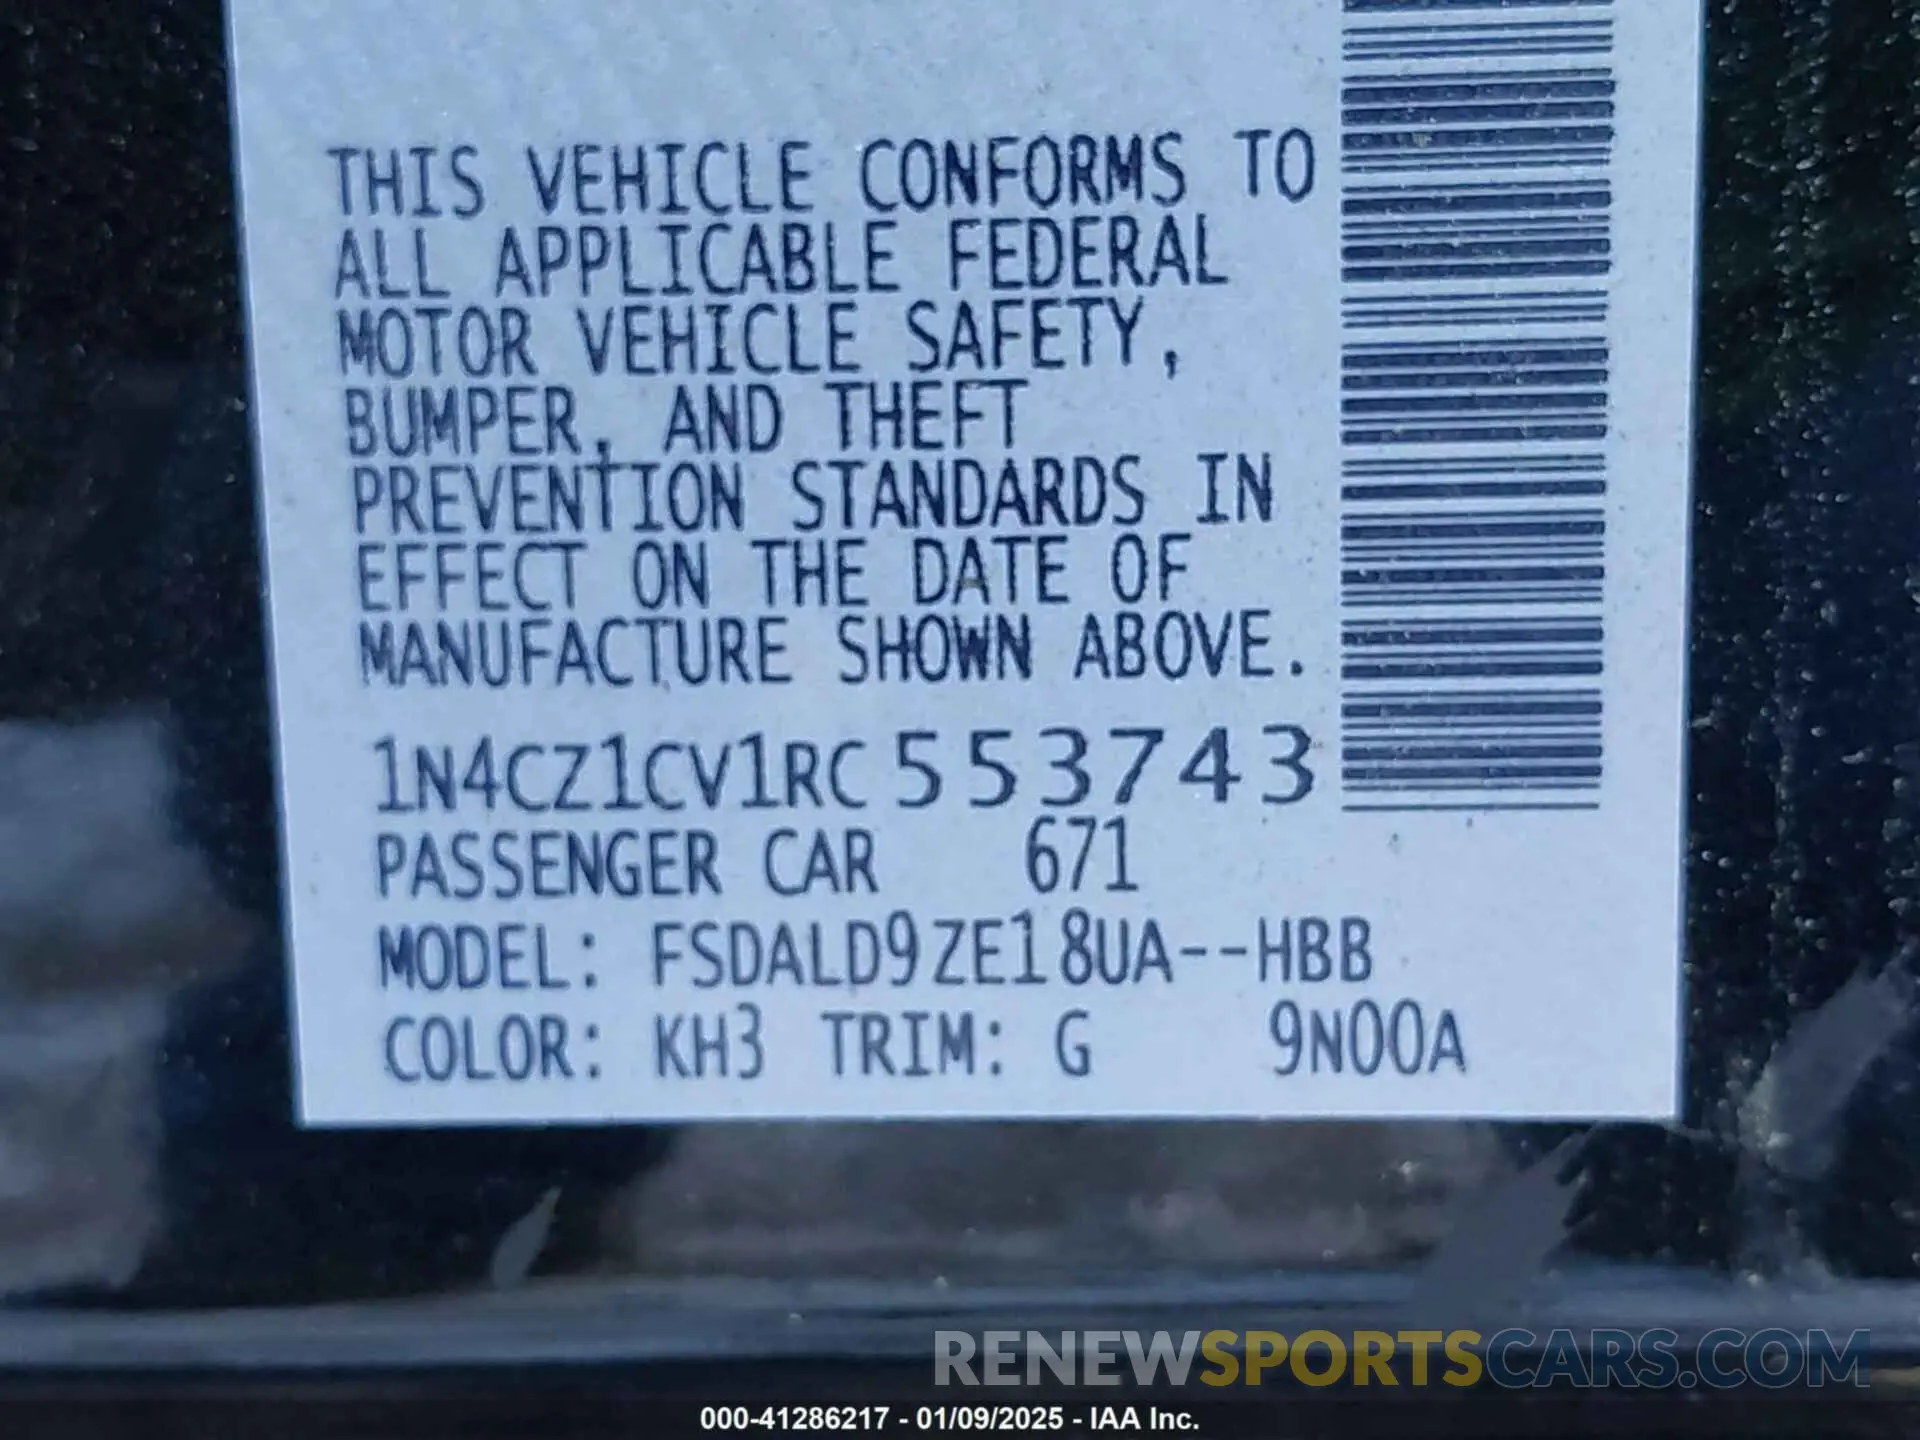 THIS VEHICLE CONFORMS TO
ALL APPLICABLE FEDERAL
MOTOR VEHICLE SAFETY,
BUMPER, AND THEFT
PREVENTION STANDARDS IN
EFFECT ON THE DATE OF
MANUFACTURE SHOWN ABOVE.
1N4CZ1CV1RC553743
PASSENGER CAR 671
MODEL: FSDALD9ZE18UA--HBB
COLOR: KH3 TRIM: G 9N00A
RENEWSPORTSCARS.COM
000-41286217 - 01/09/2025 - IAA Inc.